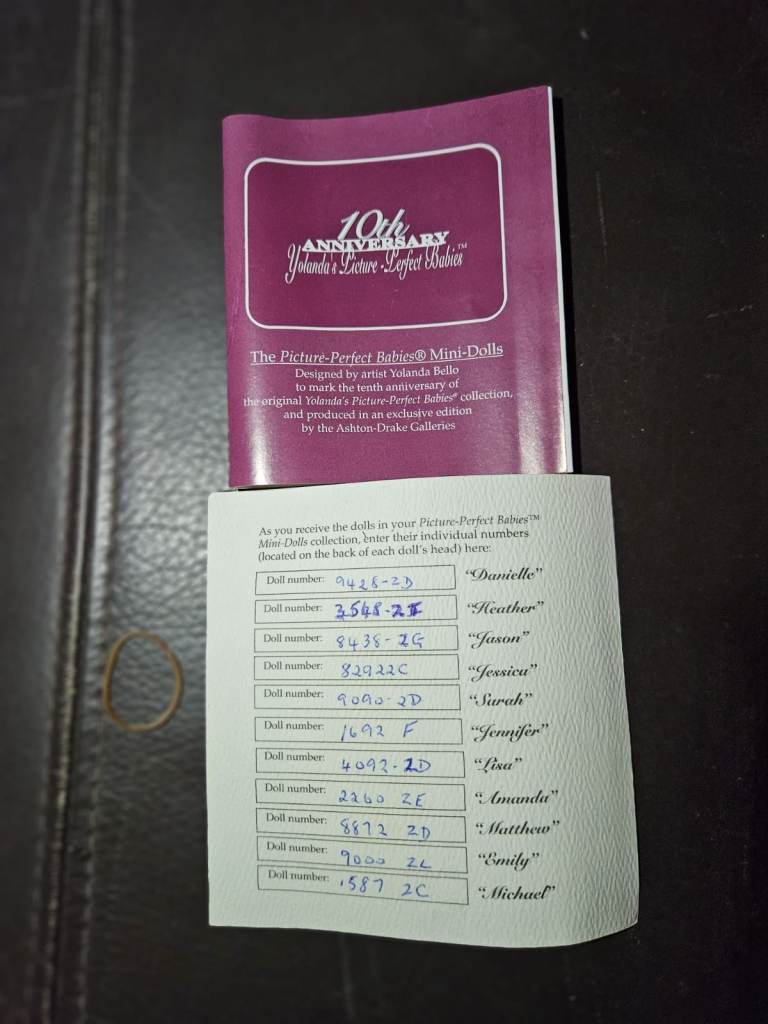 10th
ANNIVERSARY
Yolanda's Picture-Perfect Babies™
The Picture-Perfect Babies® Mini-Dolls
Designed by artist Yolanda Bello
to mark the tenth anniversary of
the original Yolanda's Picture-Perfect Babies® collection,
and produced in an exclusive edition
by the Ashton-Drake Galleries
As you receive the dolls in your Picture-Perfect Babies™
Mini-Dolls collection, enter their individual numbers
(located on the back of each doll's head) here:
Doll number: 9428-2D "Danielle"
Doll number: "Heather"
Doll number: 8438-2G "Jason"
Doll number: 82922C "Jessica"
Doll number: 9090-2D "Sarah"
Doll number: 1692 F "Jennifer"
Doll number: 4092-2D "Lisa"
Doll number: 2260 2E "Amanda"
Doll number: 8872 2D "Matthew"
Doll number: 9000 "Emily"
Doll number: 1587 2C "Michael"